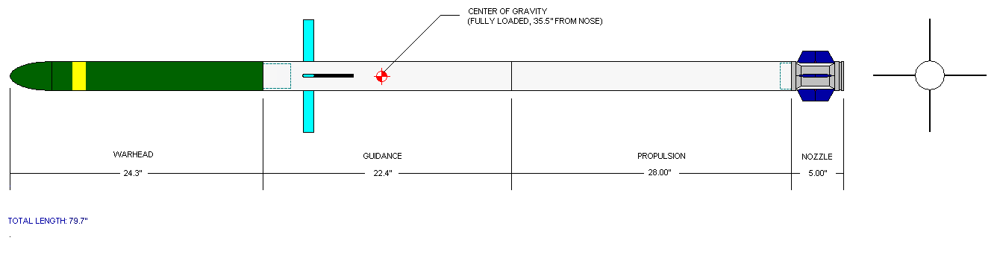 CENTER OF GRAVITY
(FULLY LOADED, 35.5" FROM NOSE)
WARHEAD
GUIDANCE
PROPULSION
NOZZLE
24.3"
22.4"
28.00"
5.00"
TOTAL LENGTH: 79.7"